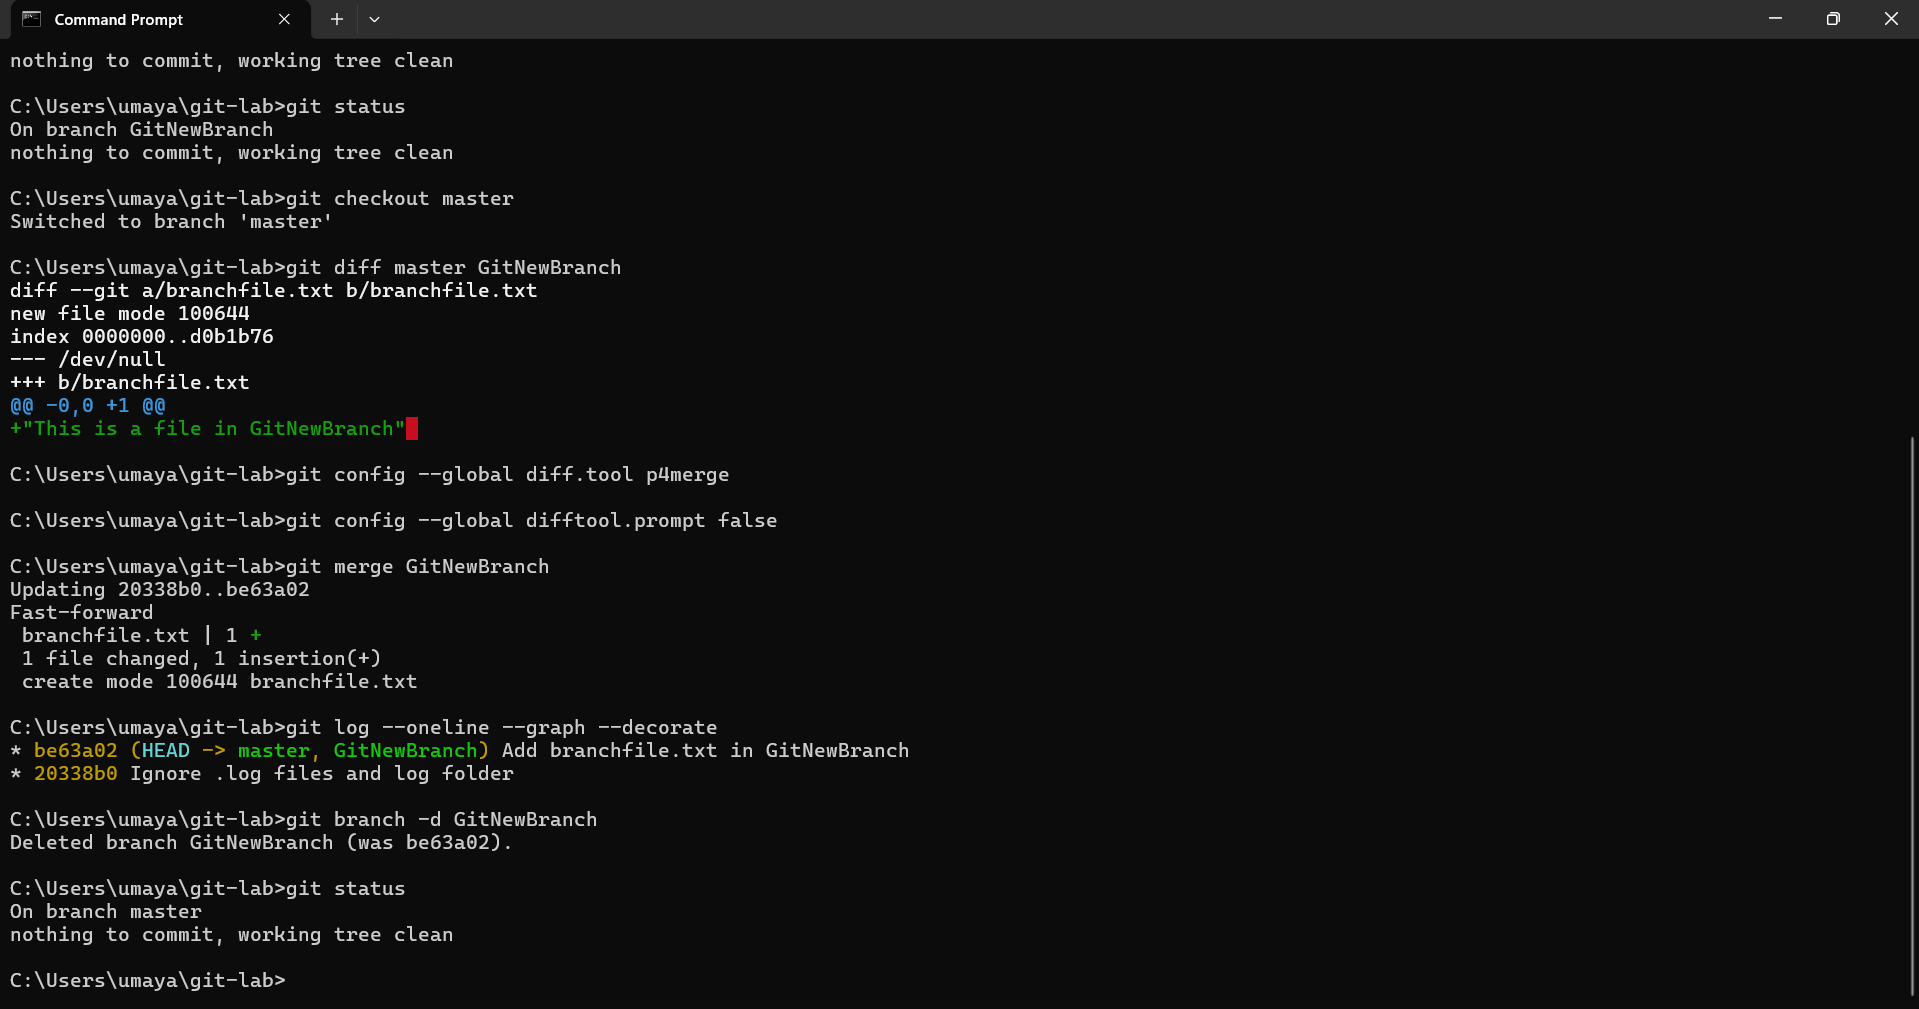 Command Prompt
nothing to commit, working tree clean
C:\Users\umaya\git-lab>git status
On branch GitNewBranch
nothing to commit, working tree clean
C:\Users\umaya\git-lab>git checkout master
Switched to branch 'master'
C:\Users\umaya\git-lab>git diff master GitNewBranch
diff --git a/branchfile.txt b/branchfile.txt
new file mode 100644
index 0000000..d0b1b76
--- /dev/null
+++ b/branchfile.txt
@@ -0,0 +1 @@
+"This is a file in GitNewBranch"
C:\Users\umaya\git-lab>git config --global diff.tool p4merge
C:\Users\umaya\git-lab>git config --global difftool.prompt false
C:\Users\umaya\git-lab>git merge GitNewBranch
Updating 20338b0..be63a02
Fast-forward
 branchfile.txt | 1 +
 1 file changed, 1 insertion(+)
 create mode 100644 branchfile.txt
C:\Users\umaya\git-lab>git log --oneline --graph --decorate
* be63a02 (HEAD -> master, GitNewBranch) Add branchfile.txt in GitNewBranch
* 20338b0 Ignore .log files and log folder
C:\Users\umaya\git-lab>git branch -d GitNewBranch
Deleted branch GitNewBranch (was be63a02).
C:\Users\umaya\git-lab>git status
On branch master
nothing to commit, working tree clean
C:\Users\umaya\git-lab>